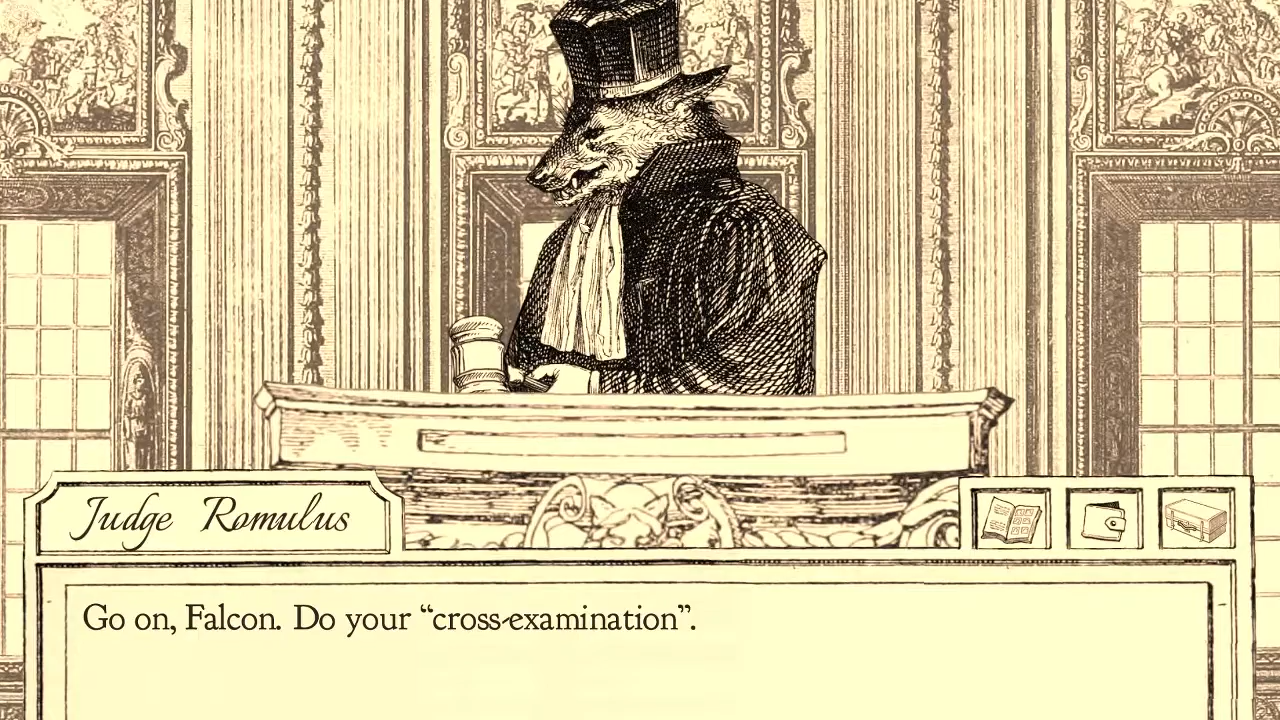 Judge Romulus
Go on, Falcon. Do your “cross-examination”.